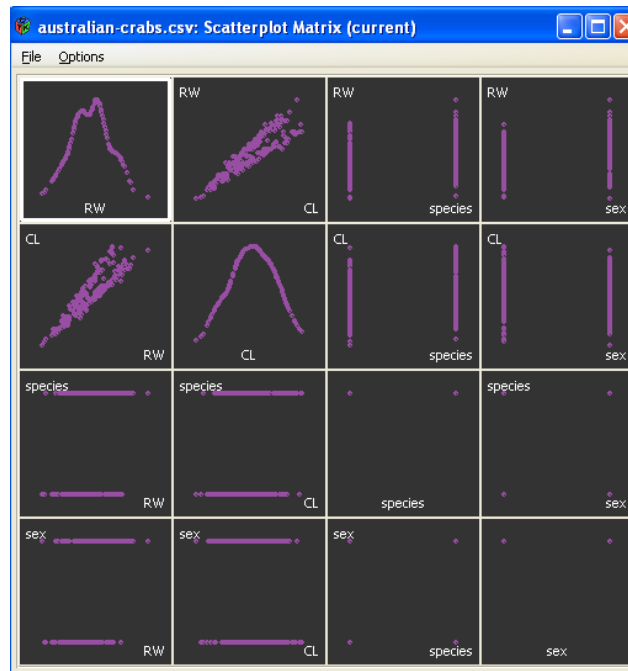 australian-crabs.csv: Scatterplot Matrix (current)
File Options
RW
RW
CL
RW
species
RW
sex
CL
RW
CL
CL
species
CL
sex
species
RW
species
CL
species
species
sex
sex
RW
sex
CL
sex
species
sex